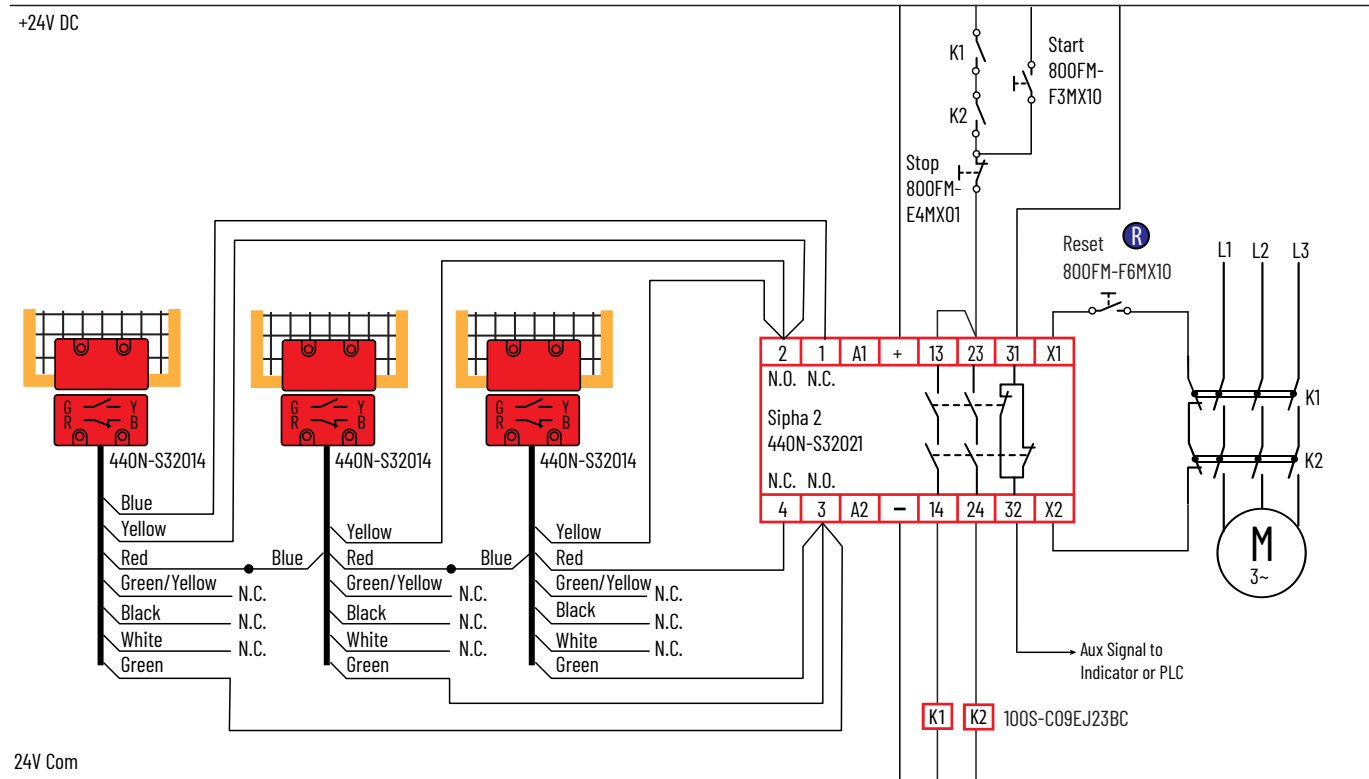 +24V DC
K1
K2
Start
800FM-
F3MX10
Stop
800FM-
E4MX01
Reset
800FM-F6MX10
R
L1 L2 L3
K1
K2
M
3~
2 1 A1 + 13 23 31 X1
N.O. N.C.
Sipha 2
440N-S32021
N.C. N.O.
4 3 A2 − 14 24 32 X2
G Y
R B
440N-S32014
G Y
R B
440N-S32014
G Y
R B
440N-S32014
Blue
Yellow
Red
Green/Yellow N.C.
Black N.C.
White N.C.
Green
Blue
Yellow
Red
Green/Yellow N.C.
Black N.C.
White N.C.
Green
Blue
Yellow
Red
Green/Yellow N.C.
Black N.C.
White N.C.
Green
Aux Signal to
Indicator or PLC
K1 K2 100S-C09EJ23BC
24V Com